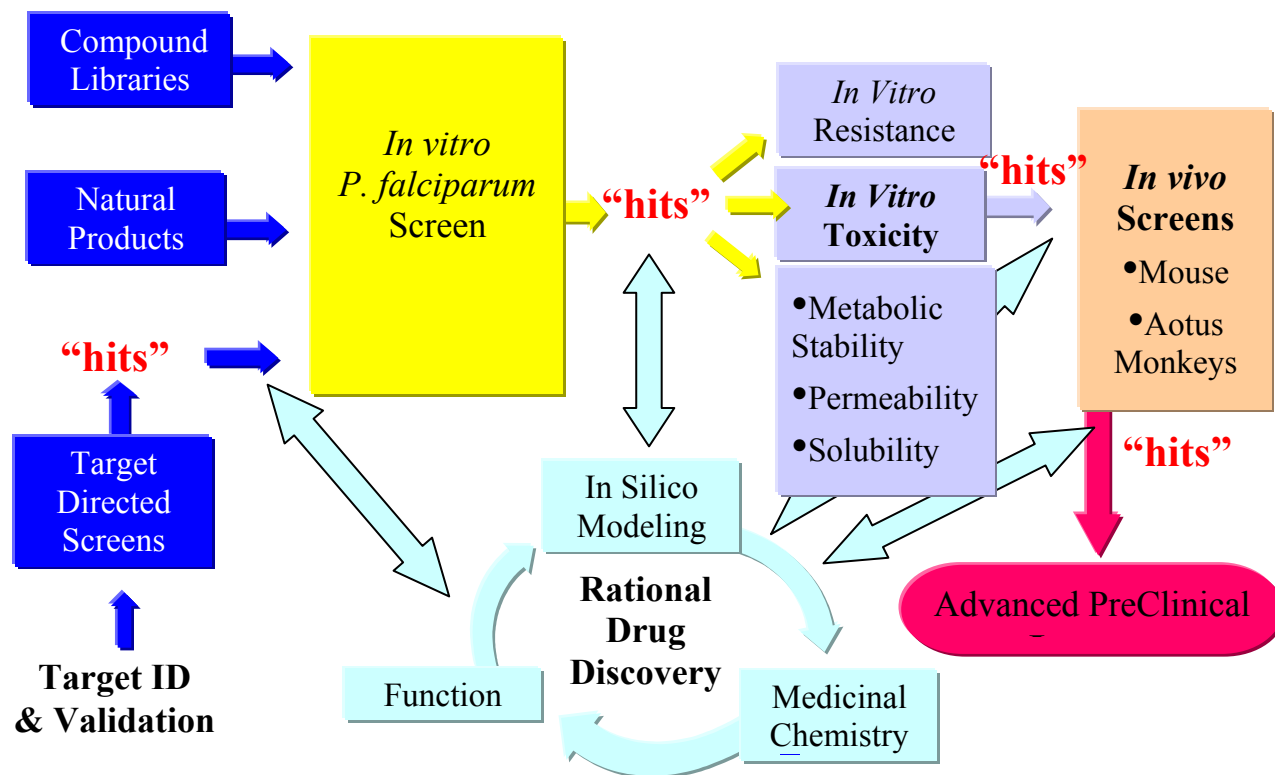 Compound
Libraries
Natural
Products
“hits”
Target
Directed
Screens
Target ID
& Validation
In vitro
P. falciparum
Screen
“hits”
In Vitro
Resistance
In Vitro
Toxicity
•Metabolic
Stability
•Permeability
•Solubility
“hits”
In vivo
Screens
•Mouse
•Aotus
Monkeys
“hits”
Advanced PreClinical
In Silico
Modeling
Rational
Drug
Discovery
Function
Medicinal
Chemistry